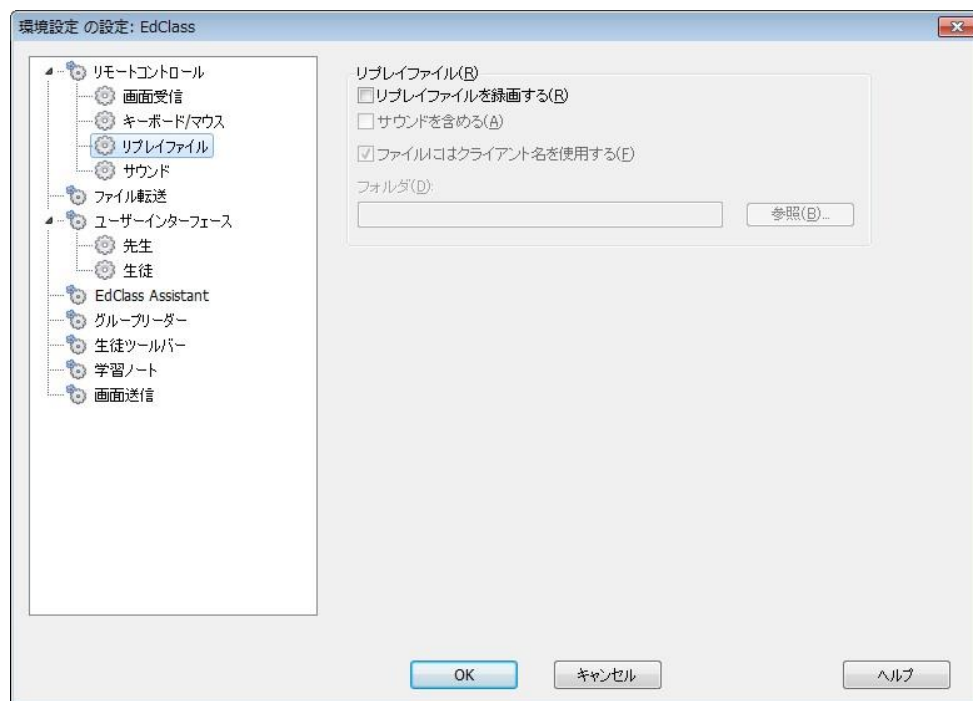 環境設定 の設定: EdClass
リモートコントロール
画面受信
キーボード/マウス
リプレイファイル
サウンド
ファイル転送
ユーザーインターフェース
先生
生徒
EdClass Assistant
グループリーダー
生徒ツールバー
学習ノート
画面送信
リプレイファイル(R)
リプレイファイルを録画する(R)
サウンドを含める(A)
ファイルにはクライアント名を使用する(F)
フォルダ(D):
参照(B)...
OK
キャンセル
ヘルプ